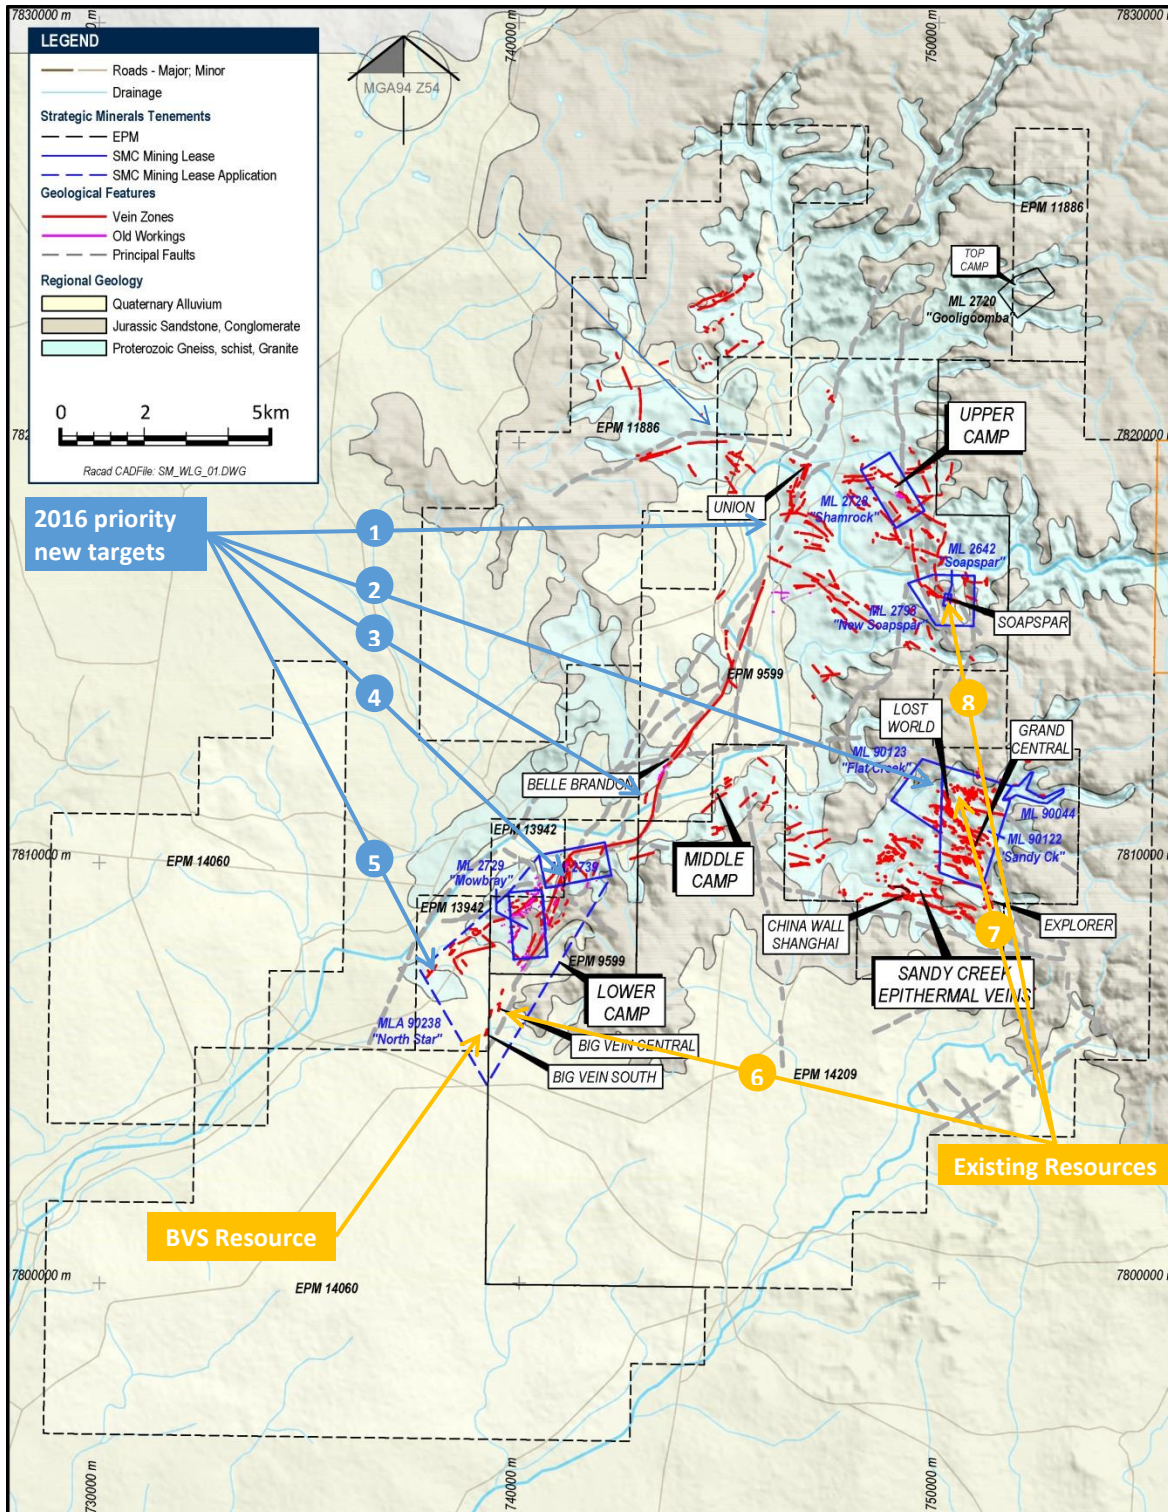 7830000 m
740000 m
750000 m
7830000 m
LEGEND
Roads - Major; Minor
Drainage
Strategic Minerals Tenements
EPM
SMC Mining Lease
SMC Mining Lease Application
Geological Features
Vein Zones
Old Workings
Principal Faults
Regional Geology
Quaternary Alluvium
Jurassic Sandstone, Conglomerate
Proterozoic Gneiss, schist, Granite
0 2 5km
Racad CADFile: SM_WLG_01.DWG
MGA94 Z54
EPM 11886
TOP
CAMP
ML 2720
"Gooligoomba"
UPPER
CAMP
EPM 11886
7820000 m
UNION
ML 2728
"Shamrock"
2016 priority
new targets
1
2
3
4
5
ML 2642
"Soapspar"
ML 2793
"New Soapspar"
SOAPSPAR
EPM 9599
8
LOST
WORLD
GRAND
CENTRAL
ML 90123
"Flat Creek"
BELLE BRANDON
ML 90044
ML 90122
"Sandy Ck"
EPM 13942
7810000 m
EPM 14060
ML 2729
"Mowbray"
2739
MIDDLE
CAMP
7810000 m
EPM 13942
CHINA WALL
SHANGHAI
7
EXPLORER
EPM 9599
LOWER
CAMP
SANDY CREEK
EPITHERMAL VEINS
MLA 90238
"North Star"
BIG VEIN CENTRAL
BIG VEIN SOUTH
6
EPM 14209
Existing Resources
BVS Resource
7800000 m
EPM 14060
7800000 m
730000 m
740000 m
750000 m